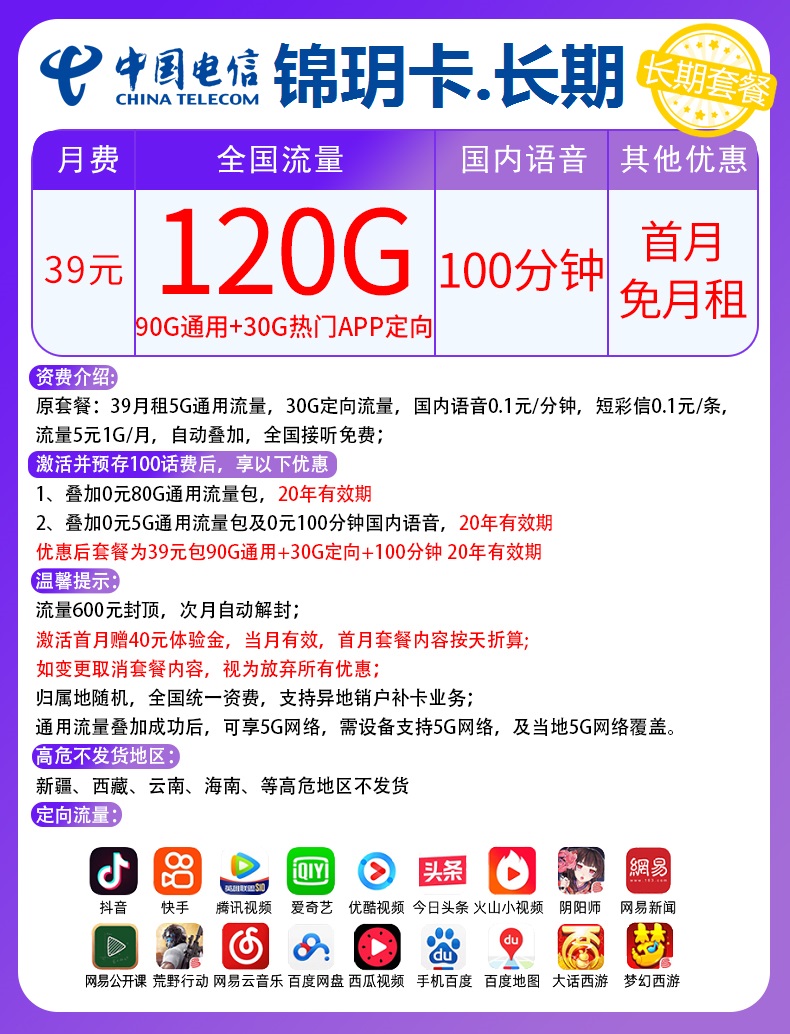 中国电信
CHINA TELECOM
锦玥卡.长期
长期套餐
月费 全国流量 国内语音 其他优惠
39元
120G
90G通用+30G热门APP定向
100分钟
首月
免月租
资费介绍:
原套餐：39月租5G通用流量，30G定向流量，国内语音0.1元/分钟，短彩信0.1元/条，
流量5元1G/月，自动叠加，全国接听免费；
激活并预存100话费后，享以下优惠
1、叠加0元80G通用流量包，20年有效期
2、叠加0元5G通用流量包及0元100分钟国内语音，20年有效期
优惠后套餐为39元包90G通用+30G定向+100分钟 20年有效期
温馨提示：
流量600元封顶，次月自动解封；
激活首月赠40元体验金，当月有效，首月套餐内容按天折算；
如变更取消套餐内容，视为放弃所有优惠；
归属地随机，全国统一资费，支持异地销户补卡业务；
通用流量叠加成功后，可享5G网络，需设备支持5G网络，及当地5G网络覆盖。
高危不发货地区：
新疆、西藏、云南、海南、等高危地区不发货
定向流量：
英雄联盟S10
iQIYI
头条
網易
www.163.com
抖音 快手 腾讯视频 爱奇艺 优酷视频 今日头条 火山小视频 阴阳师 网易新闻
du
du
网易公开课 荒野行动 网易云音乐 百度网盘 西瓜视频 手机百度 百度地图 大话西游 梦幻西游